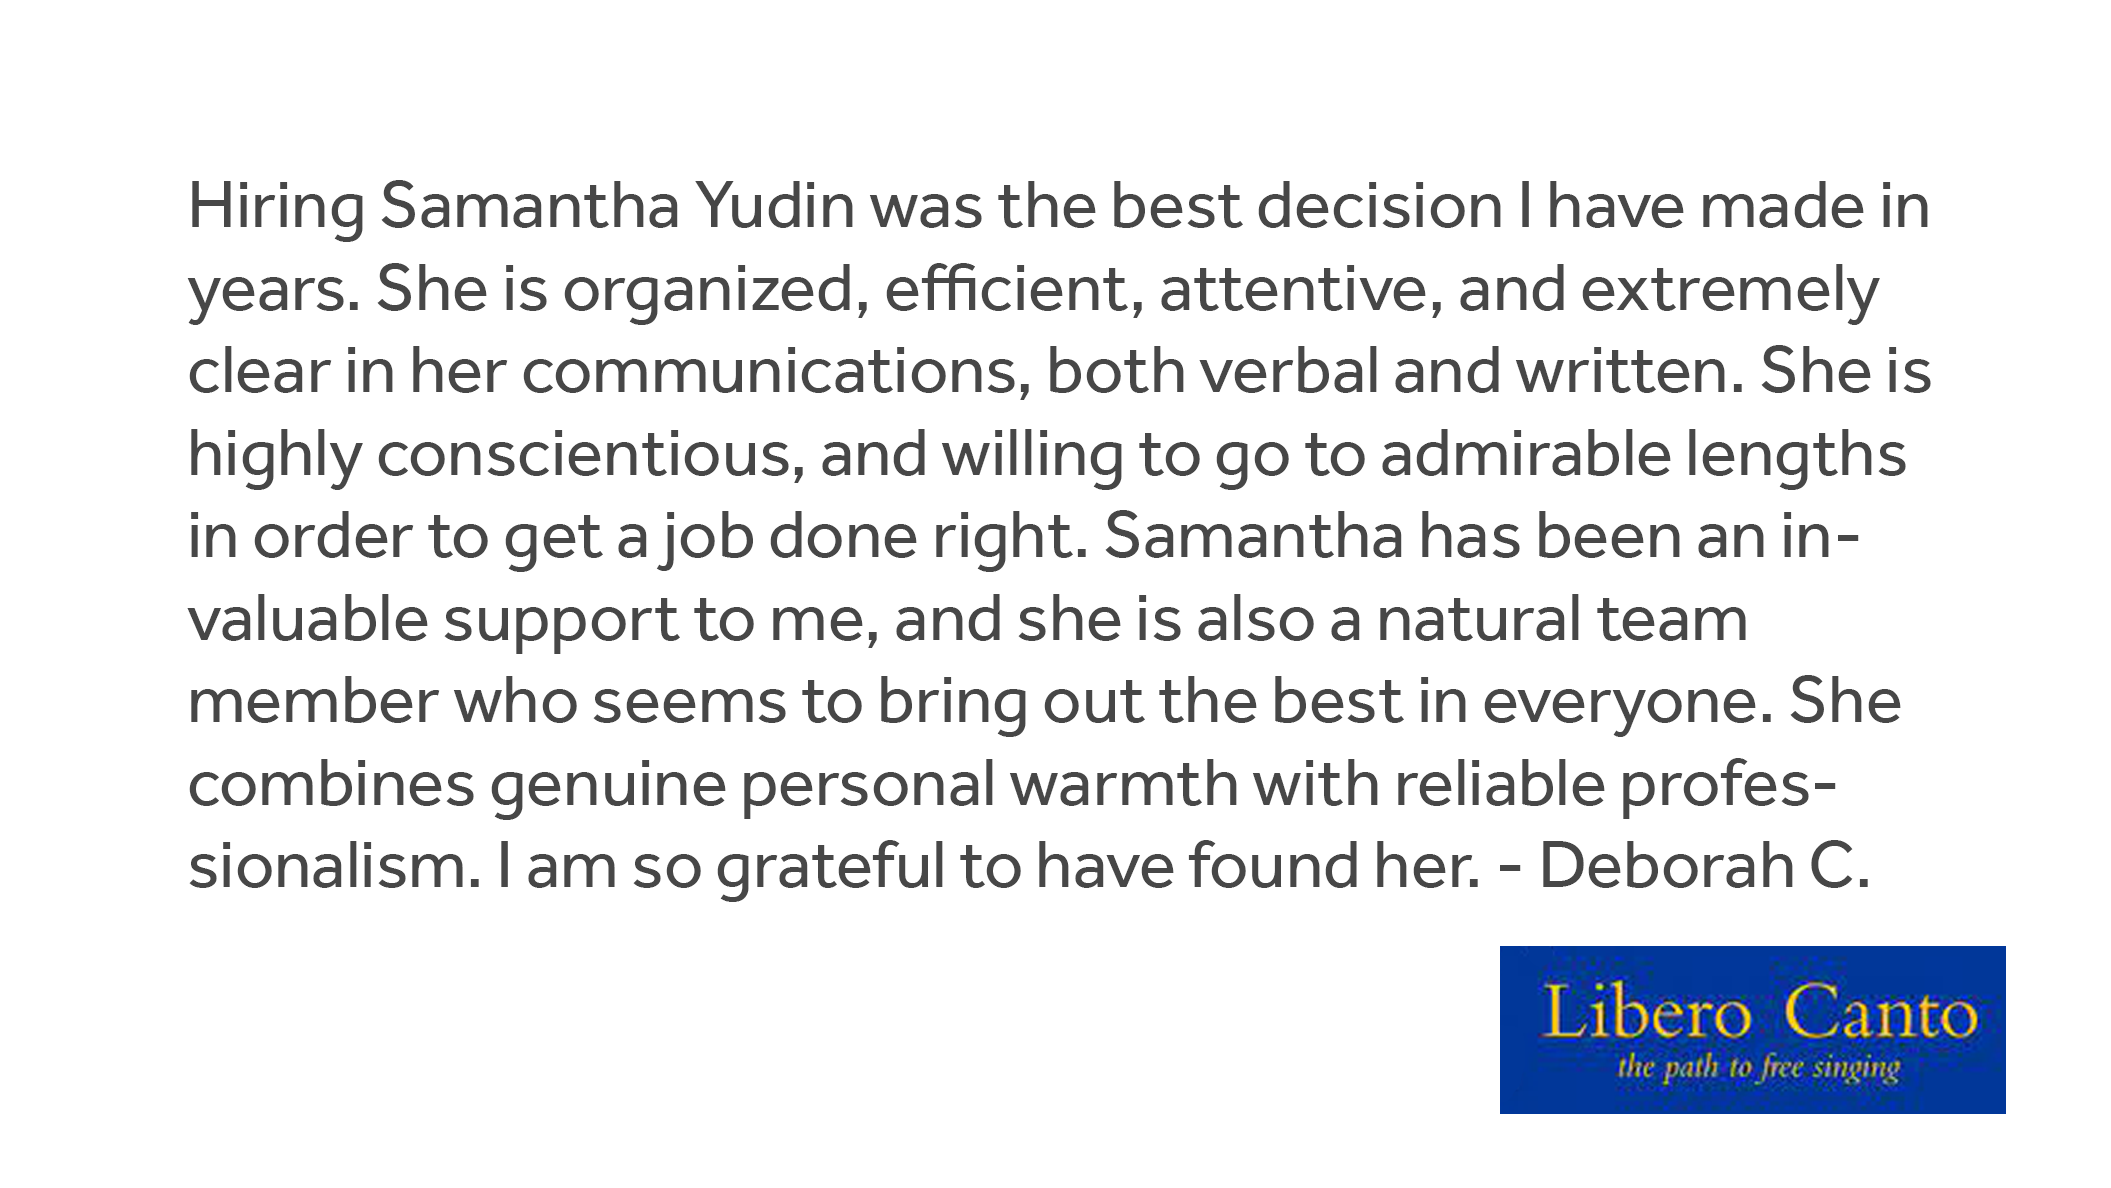 Hiring Samantha Yudin was the best decision I have made in
years. She is organized, efficient, attentive, and extremely
clear in her communications, both verbal and written. She is
highly conscientious, and willing to go to admirable lengths
in order to get a job done right. Samantha has been an in-
valuable support to me, and she is also a natural team
member who seems to bring out the best in everyone. She
combines genuine personal warmth with reliable profes-
sionalism. I am so grateful to have found her. - Deborah C.
Libero Canto
the path to free singing